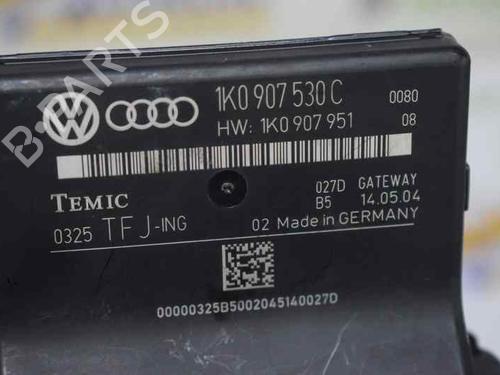 1K0 907 530 C 0080
HW: 1K0 907 951 08
TEMIC
027D GATEWAY
B5 14.05.04
0325 TFJ-ING 02 Made in GERMANY
00000325B5002045140027D
B-PARTS